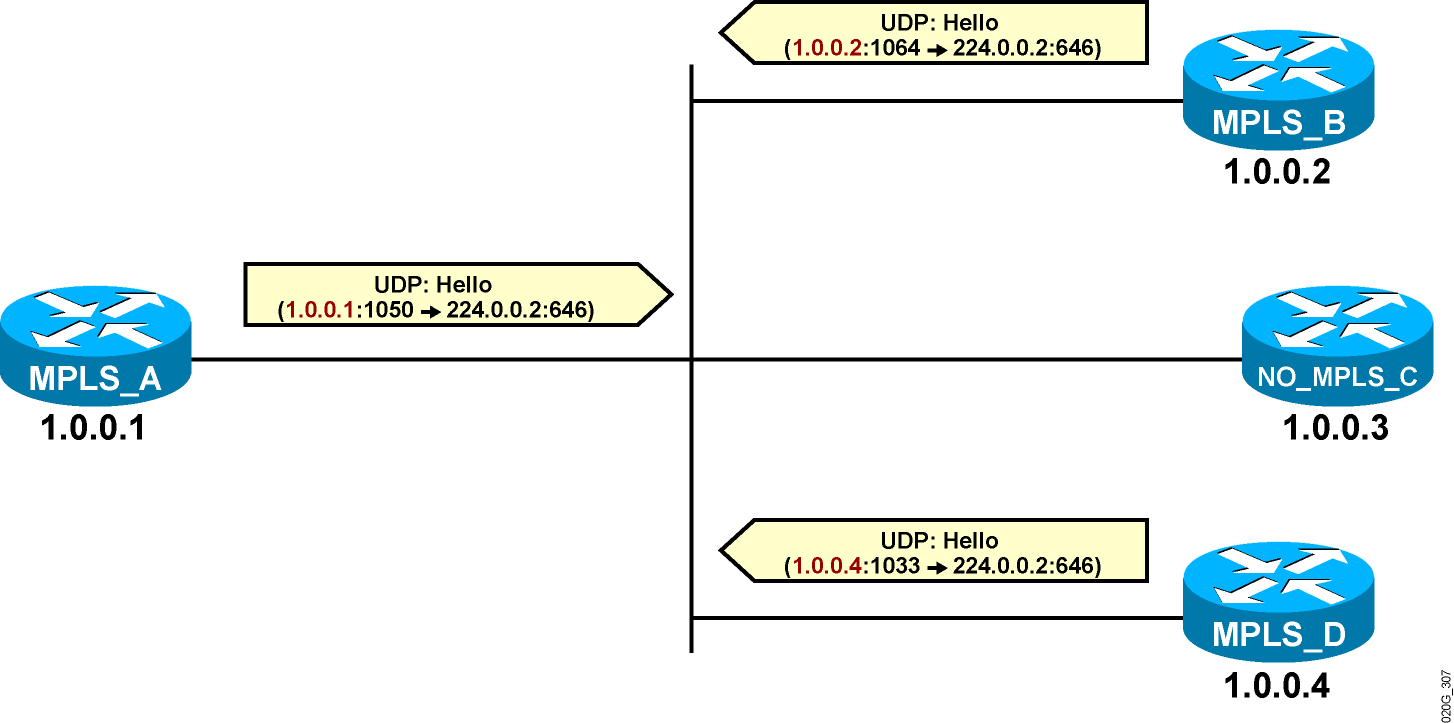 UDP: Hello
(1.0.0.2:1064 → 224.0.0.2:646)
MPLS_B
1.0.0.2
UDP: Hello
(1.0.0.1:1050 → 224.0.0.2:646)
MPLS_A
1.0.0.1
NO_MPLS_C
1.0.0.3
UDP: Hello
(1.0.0.4:1033 → 224.0.0.2:646)
MPLS_D
1.0.0.4
020G_307